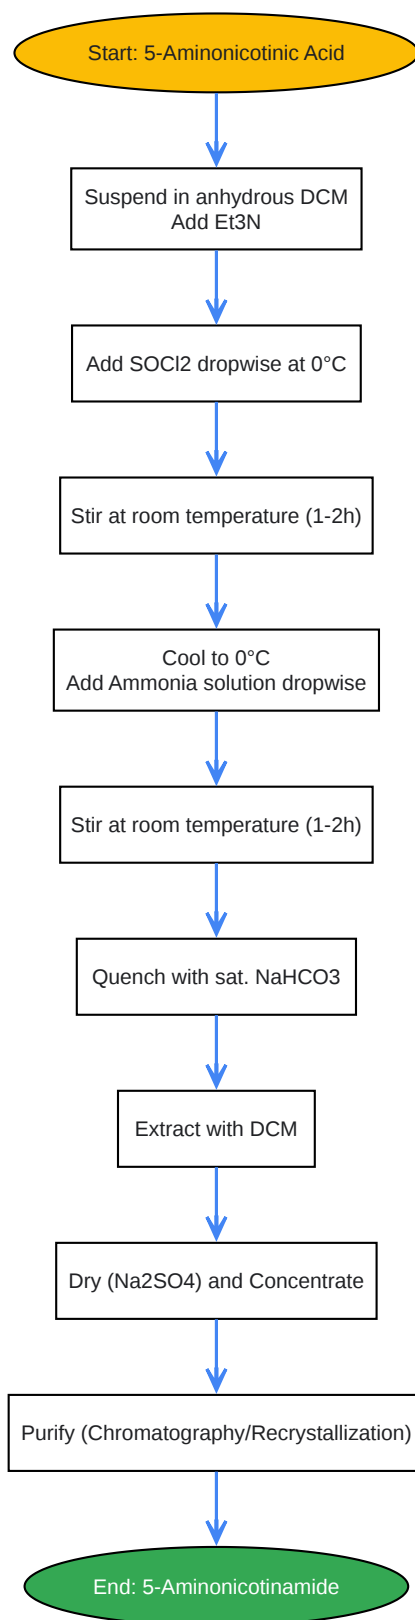 Start: 5-Aminonicotinic Acid
Suspend in anhydrous DCM
Add Et3N
Add SOCl2 dropwise at 0°C
Stir at room temperature (1-2h)
Cool to 0°C
Add Ammonia solution dropwise
Stir at room temperature (1-2h)
Quench with sat. NaHCO3
Extract with DCM
Dry (Na2SO4) and Concentrate
Purify (Chromatography/Recrystallization)
End: 5-Aminonicotinamide